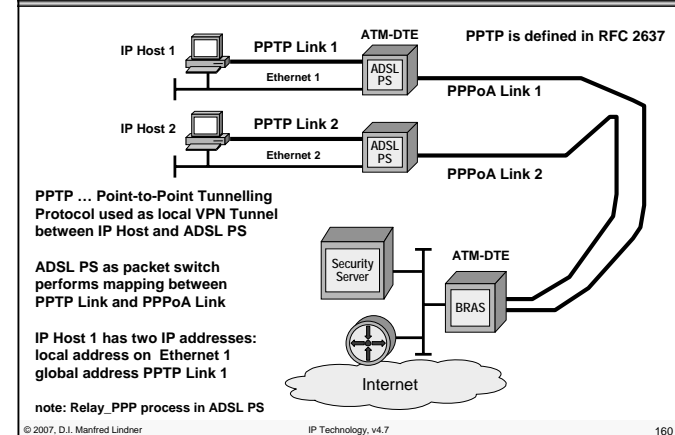 ATM-DTE
PPTP is defined in RFC 2637
IP Host 1
PPTP Link 1
ADSL
PS
Ethernet 1
PPPoA Link 1
IP Host 2
PPTP Link 2
ADSL
PS
Ethernet 2
PPPoA Link 2
PPTP … Point-to-Point Tunnelling
Protocol used as local VPN Tunnel
between IP Host and ADSL PS
ADSL PS as packet switch
performs mapping between
PPTP Link and PPPoA Link
IP Host 1 has two IP addresses:
local address on Ethernet 1
global address PPTP Link 1
note: Relay_PPP process in ADSL PS
Security
Server
ATM-DTE
BRAS
Internet
© 2007, D.I. Manfred Lindner
IP Technology, v4.7
160